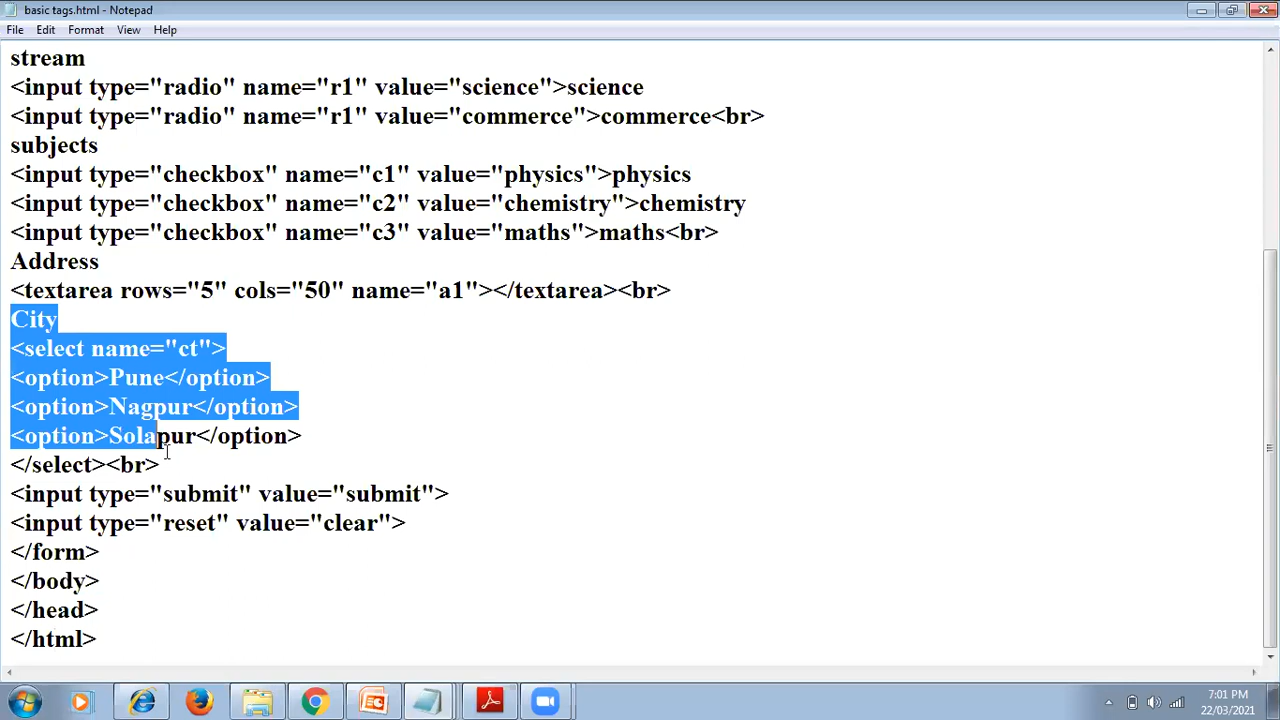 basic tags.html - Notepad
File Edit Format View Help
stream
<input type="radio" name="r1" value="science">science
<input type="radio" name="r1" value="commerce">commerce<br>
subjects
<input type="checkbox" name="c1" value="physics">physics
<input type="checkbox" name="c2" value="chemistry">chemistry
<input type="checkbox" name="c3" value="maths">maths<br>
Address
<textarea rows="5" cols="50" name="a1"></textarea><br>
City
<select name="ct">
<option>Pune</option>
<option>Nagpur</option>
<option>Solapur</option>
</select><br>
<input type="submit" value="submit">
<input type="reset" value="clear">
</form>
</body>
</head>
</html>
7:01 PM
22/03/2021